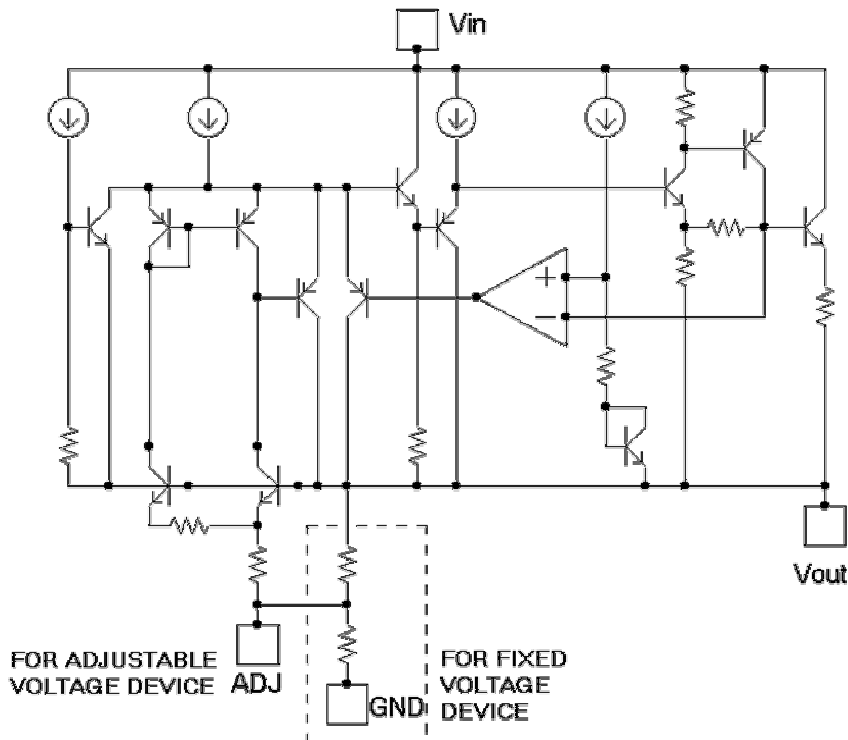 Vin
+
−
Vout
FOR ADJUSTABLE
VOLTAGE DEVICE
ADJ
GND
FOR FIXED
VOLTAGE
DEVICE